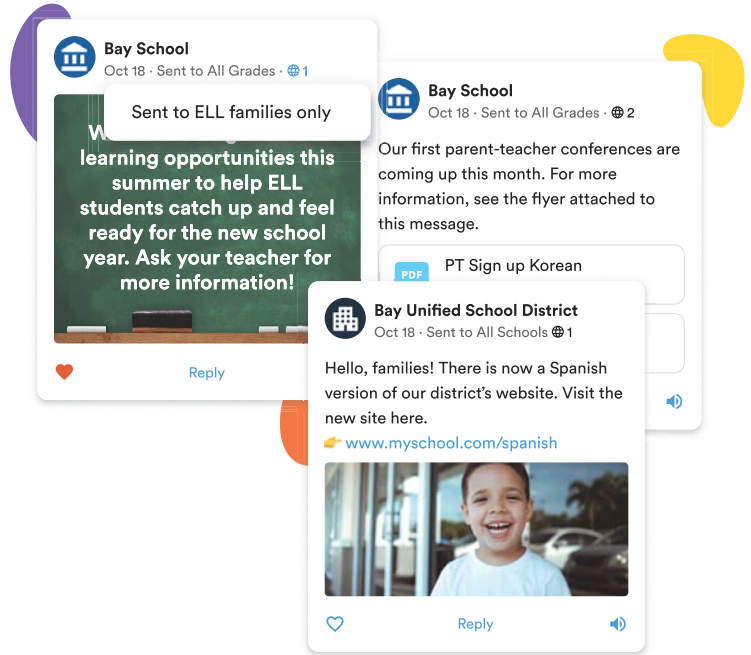 Bay School
Oct 18 · Sent to All Grades · 1
Sent to ELL families only
learning opportunities this
summer to help ELL
students catch up and feel
ready for the new school
year. Ask your teacher for
more information!
Reply
Bay School
Oct 18 · Sent to All Grades · 2
Our first parent-teacher conferences are
coming up this month. For more
information, see the flyer attached to
this message.
PDF
PT Sign up Korean
Bay Unified School District
Oct 18 · Sent to All Schools 1
Hello, families! There is now a Spanish
version of our district’s website. Visit the
new site here.
👉 www.myschool.com/spanish
Reply